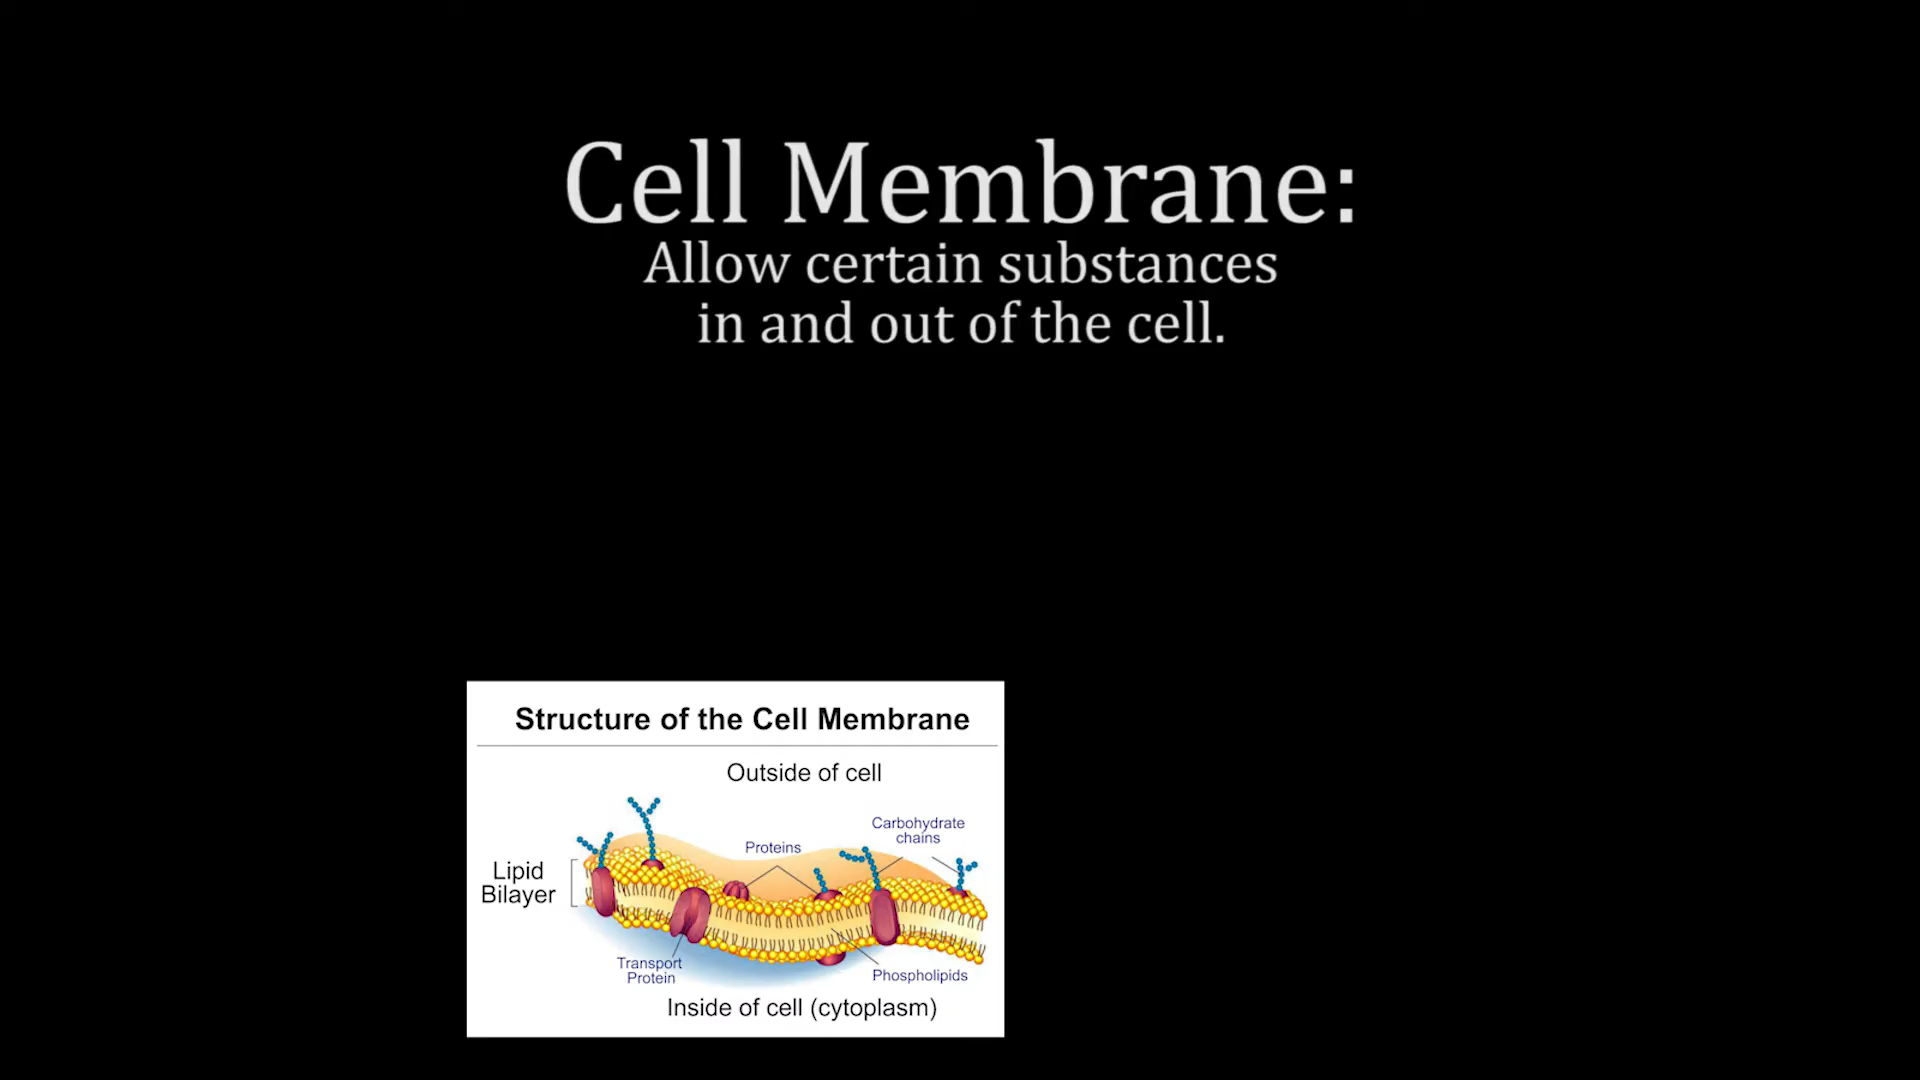 Cell Membrane:
Allow certain substances
in and out of the cell.
Structure of the Cell Membrane
Outside of cell
Carbohydrate
chains
Proteins
Lipid
Bilayer
Transport
Protein
Phospholipids
Inside of cell (cytoplasm)